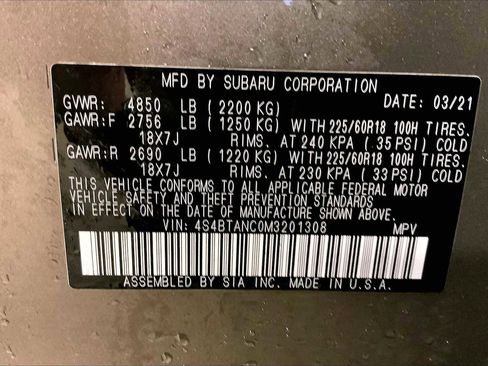 MFD BY SUBARU CORPORATION
GVWR: 4850 LB (2200 KG) DATE: 03/21
GAWR:F 2756 LB (1250 KG) WITH 225/60R18 100H TIRES.
18X7J RIMS. AT 240 KPA (35 PSI) COLD
GAWR:R 2690 LB (1220 KG) WITH 225/60R18 100H TIRES.
18X7J RIMS. AT 230 KPA (33 PSI) COLD
THIS VEHICLE CONFORMS TO ALL APPLICABLE FEDERAL MOTOR
VEHICLE SAFETY AND THEFT PREVENTION STANDARDS
IN EFFECT ON THE DATE OF MANUFACTURE SHOWN ABOVE.
VIN: 4S4BTANC0M3201308 MPV
ASSEMBLED BY SIA INC. MADE IN U.S.A.